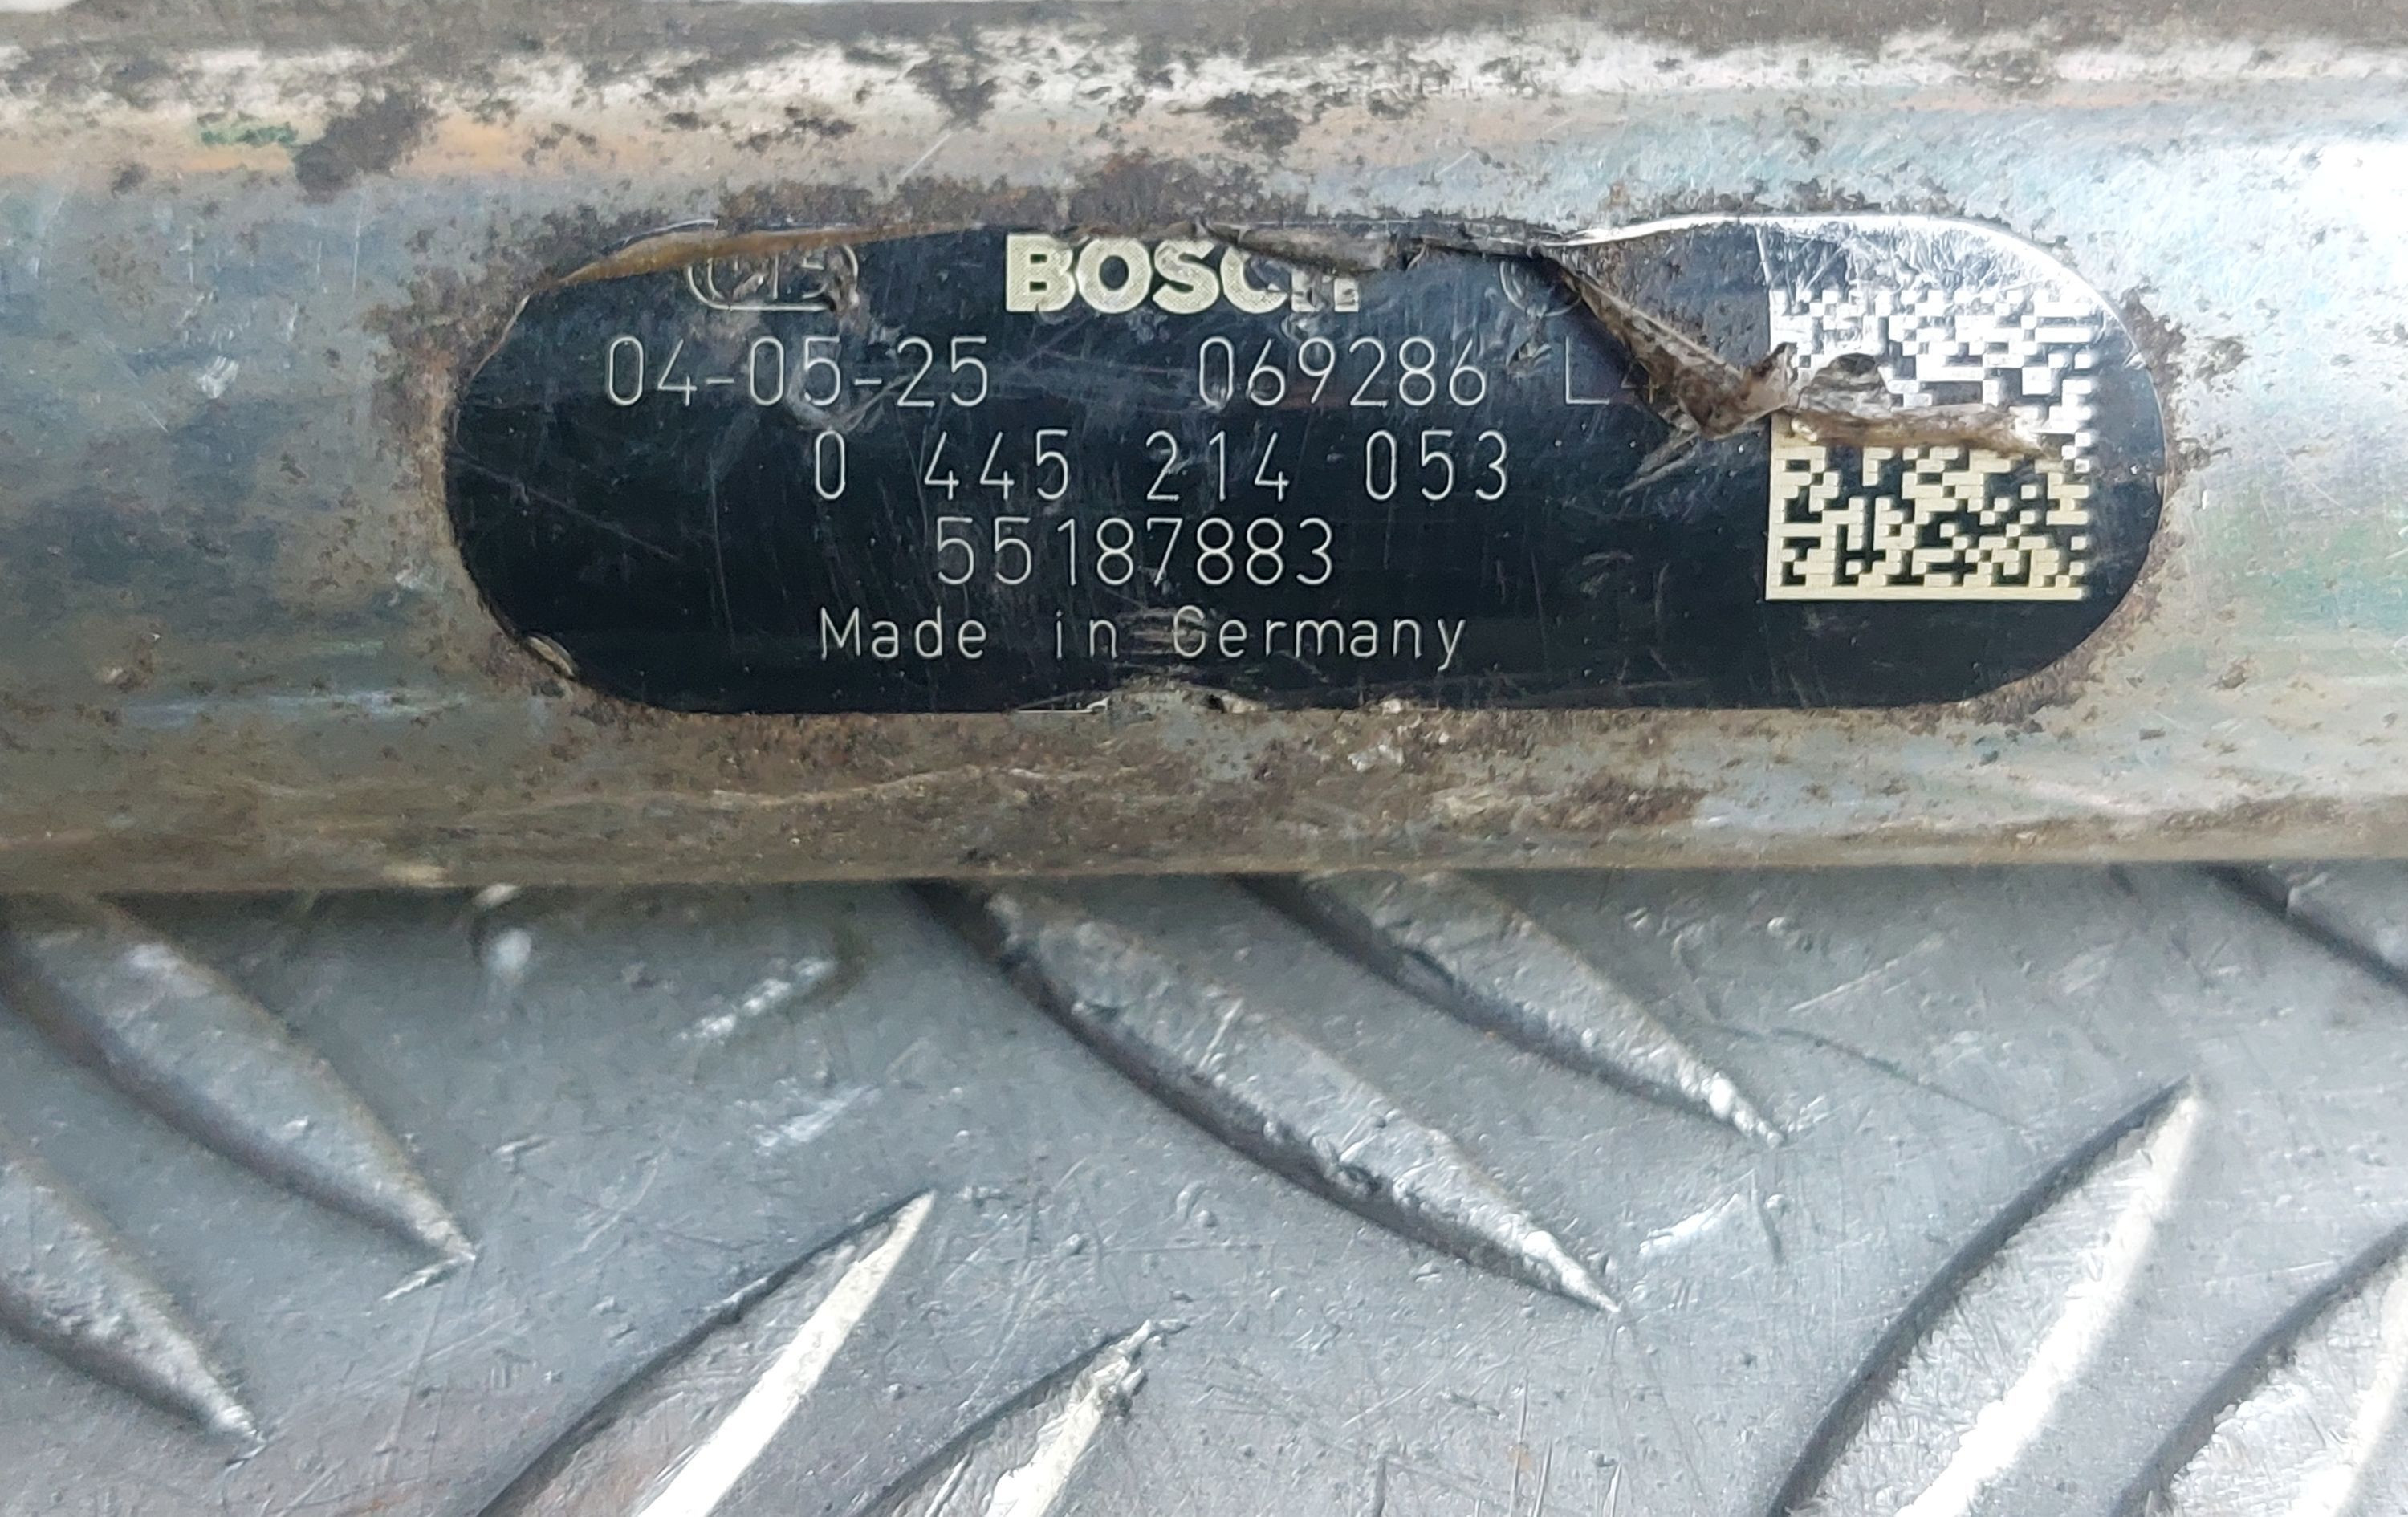 BOSCH
04-05-25 069286 L
0 445 214 053
55187883
Made in Germany